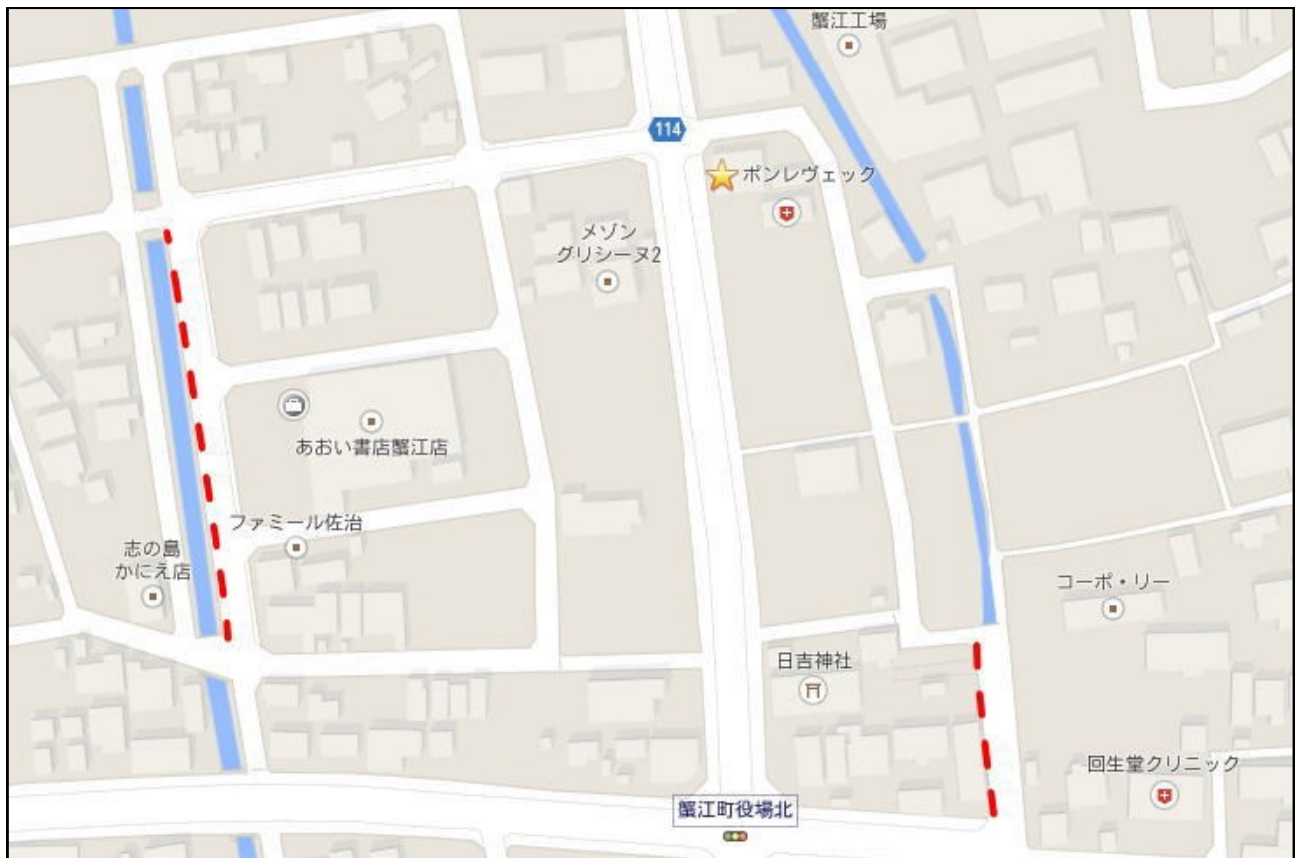 蟹江工場
114
ボンレヴェック
メゾン
グリシーヌ2
あおい書店蟹江店
ファミール佐治
志の島
かにえ店
コーポ・リー
日吉神社
回生堂クリニック
蟹江町役場北